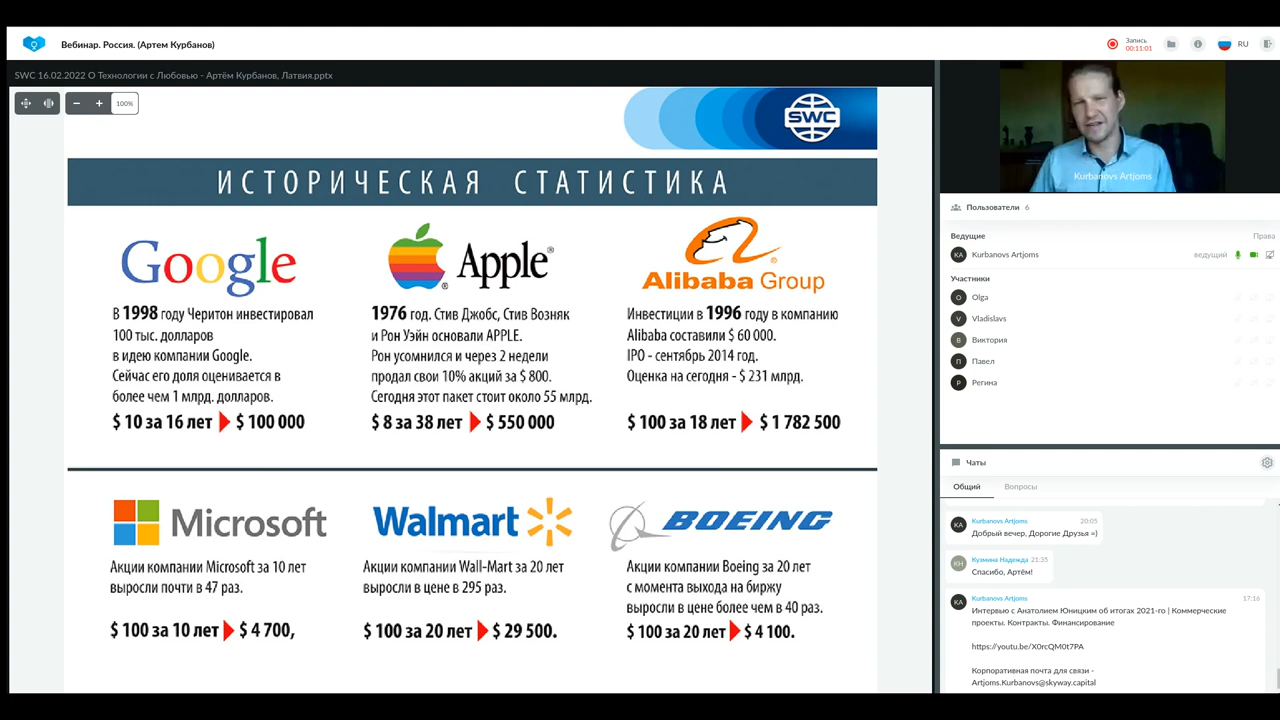 Вебинар. Россия. (Артем Курбанов)
Запись
00:11:01
RU
SWC 16.02.2022 О Технологии с Любовью - Артём Курбанов, Латвия.pptx
100%
SWC
ИСТОРИЧЕСКАЯ СТАТИСТИКА
Google
В 1998 году Черитон инвестировал
100 тыс. долларов
в идею компании Google.
Сейчас его доля оценивается в
более чем 1 млрд. долларов.
$ 10 за 16 лет $ 100 000
Apple®
1976 год. Стив Джобс, Стив Возняк
и Рон Уэйн основали APPLE.
Рон усомнился и через 2 недели
продал свои 10% акций за $ 800.
Сегодня этот пакет стоит около 55 млрд.
$ 8 за 38 лет $ 550 000
Alibaba Group
Инвестиции в 1996 году в компанию
Alibaba составили $ 60 000.
IPO - сентябрь 2014 год.
Оценка на сегодня - $ 231 млрд.
$ 100 за 18 лет $ 1 782 500
Microsoft
Акции компании Microsoft за 10 лет
выросли почти в 47 раз.
$ 100 за 10 лет $ 4 700,
Walmart
Акции компании Wall-Mart за 20 лет
выросли в цене в 295 раз.
$ 100 за 20 лет $ 29 500.
BOEING
Акции компании Boeing за 20 лет
с момента выхода на биржу
выросли в цене более чем в 40 раз.
$ 100 за 20 лет $ 4 100.
Kurbanovs Artjoms
Пользователи 6
Ведущие Права
KA Kurbanovs Artjoms ведущий
Участники
O Olga
V Vladislavs
В Виктория
П Павел
Р Регина
Чаты
Общий Вопросы
KA Kurbanovs Artjoms 20:05
Добрый вечер, Дорогие Друзья =)
КН Кузмина Надежда 21:35
Спасибо, Артём!
KA Kurbanovs Artjoms 17:16
Интервью с Анатолием Юницким об итогах 2021-го | Коммерческие
проекты. Контракты. Финансирование
https://youtu.be/X0rcQM0t7PA
Корпоративная почта для связи -
Artjoms.Kurbanovs@skyway.capital